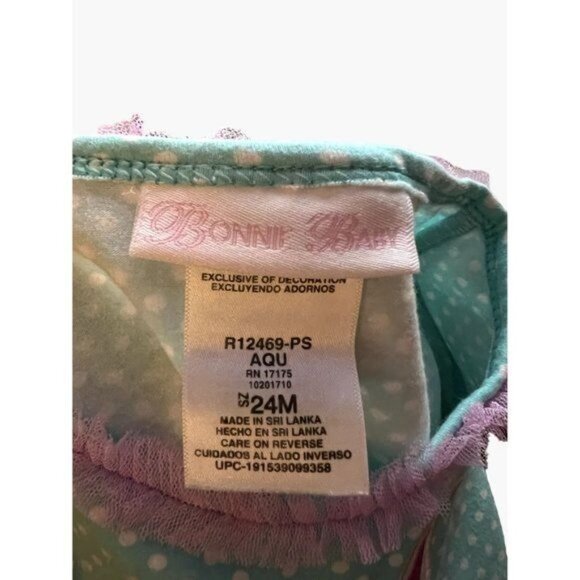 BONNIE BABY
EXCLUSIVE OF DECORATION
EXCLUYENDO ADORNOS
R12469-PS
AQU
RN 17175
10201710
SZ 24M
MADE IN SRI LANKA
HECHO EN SRI LANKA
CARE ON REVERSE
CUIDADOS AL LADO INVERSO
UPC-191539099358